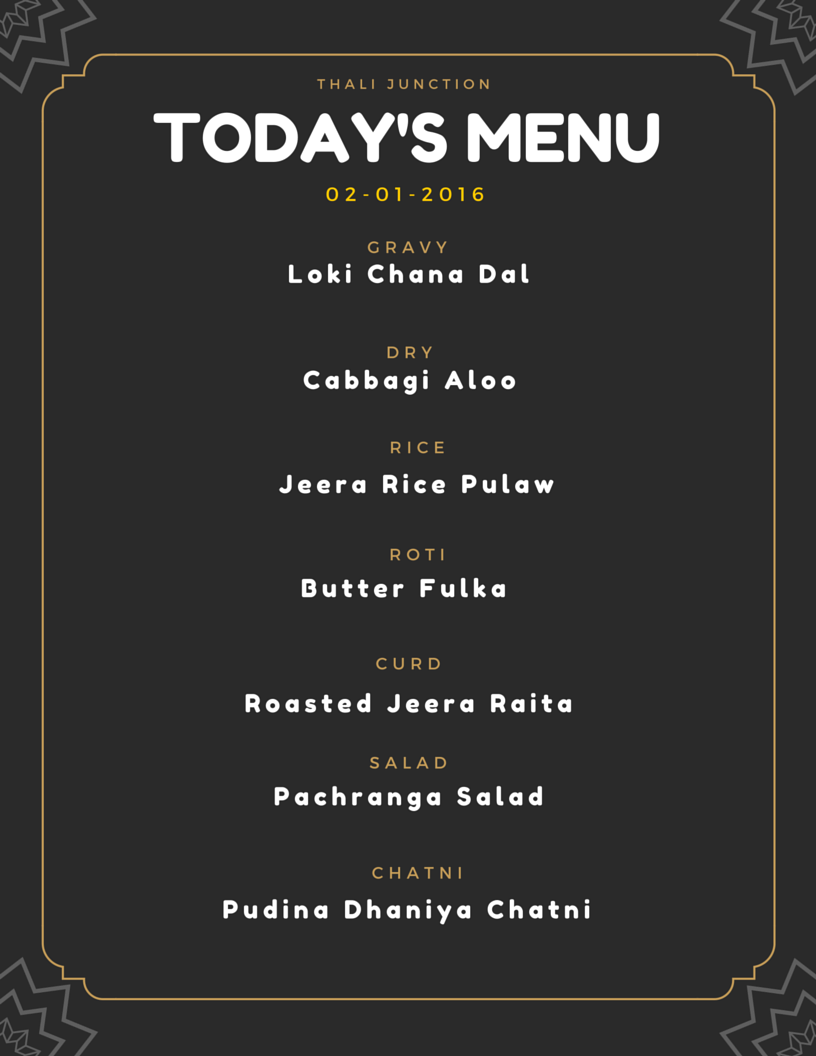 THALI JUNCTION
TODAY'S MENU
02-01-2016
GRAVY
Loki Chana Dal
DRY
Cabbagi Aloo
RICE
Jeera Rice Pulaw
ROTI
Butter Fulka
CURD
Roasted Jeera Raita
SALAD
Pachranga Salad
CHATNI
Pudina Dhaniya Chatni